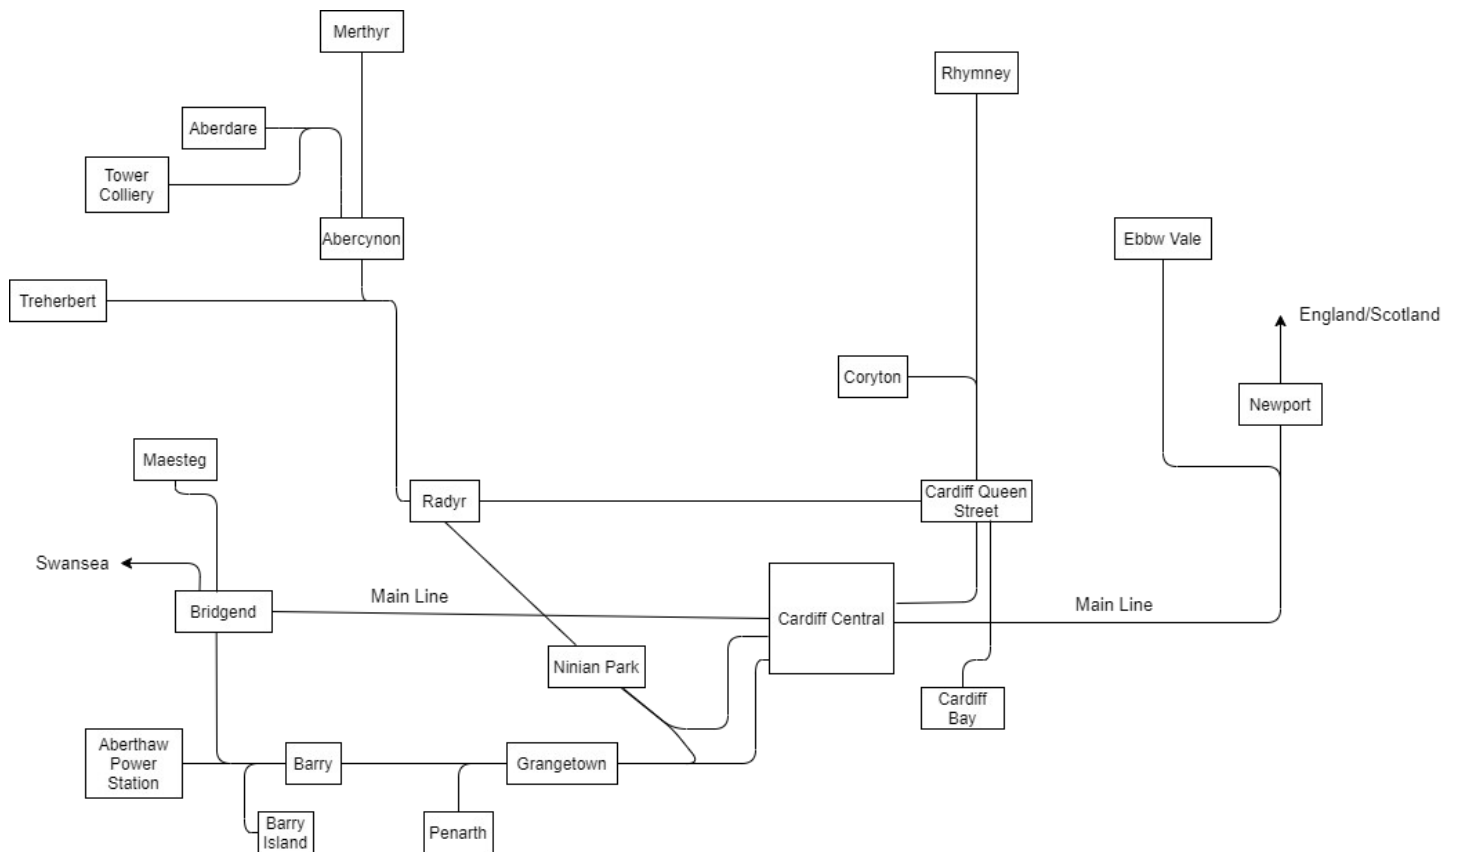 Merthyr
Rhymney
Aberdare
Tower
Colliery
Abercynon
Ebbw Vale
Treherbert
England/Scotland
Coryton
Newport
Maesteg
Radyr
Cardiff Queen
Street
Swansea
Bridgend
Main Line
Cardiff Central
Main Line
Ninian Park
Cardiff
Bay
Aberthaw
Power
Station
Barry
Grangetown
Barry
Island
Penarth